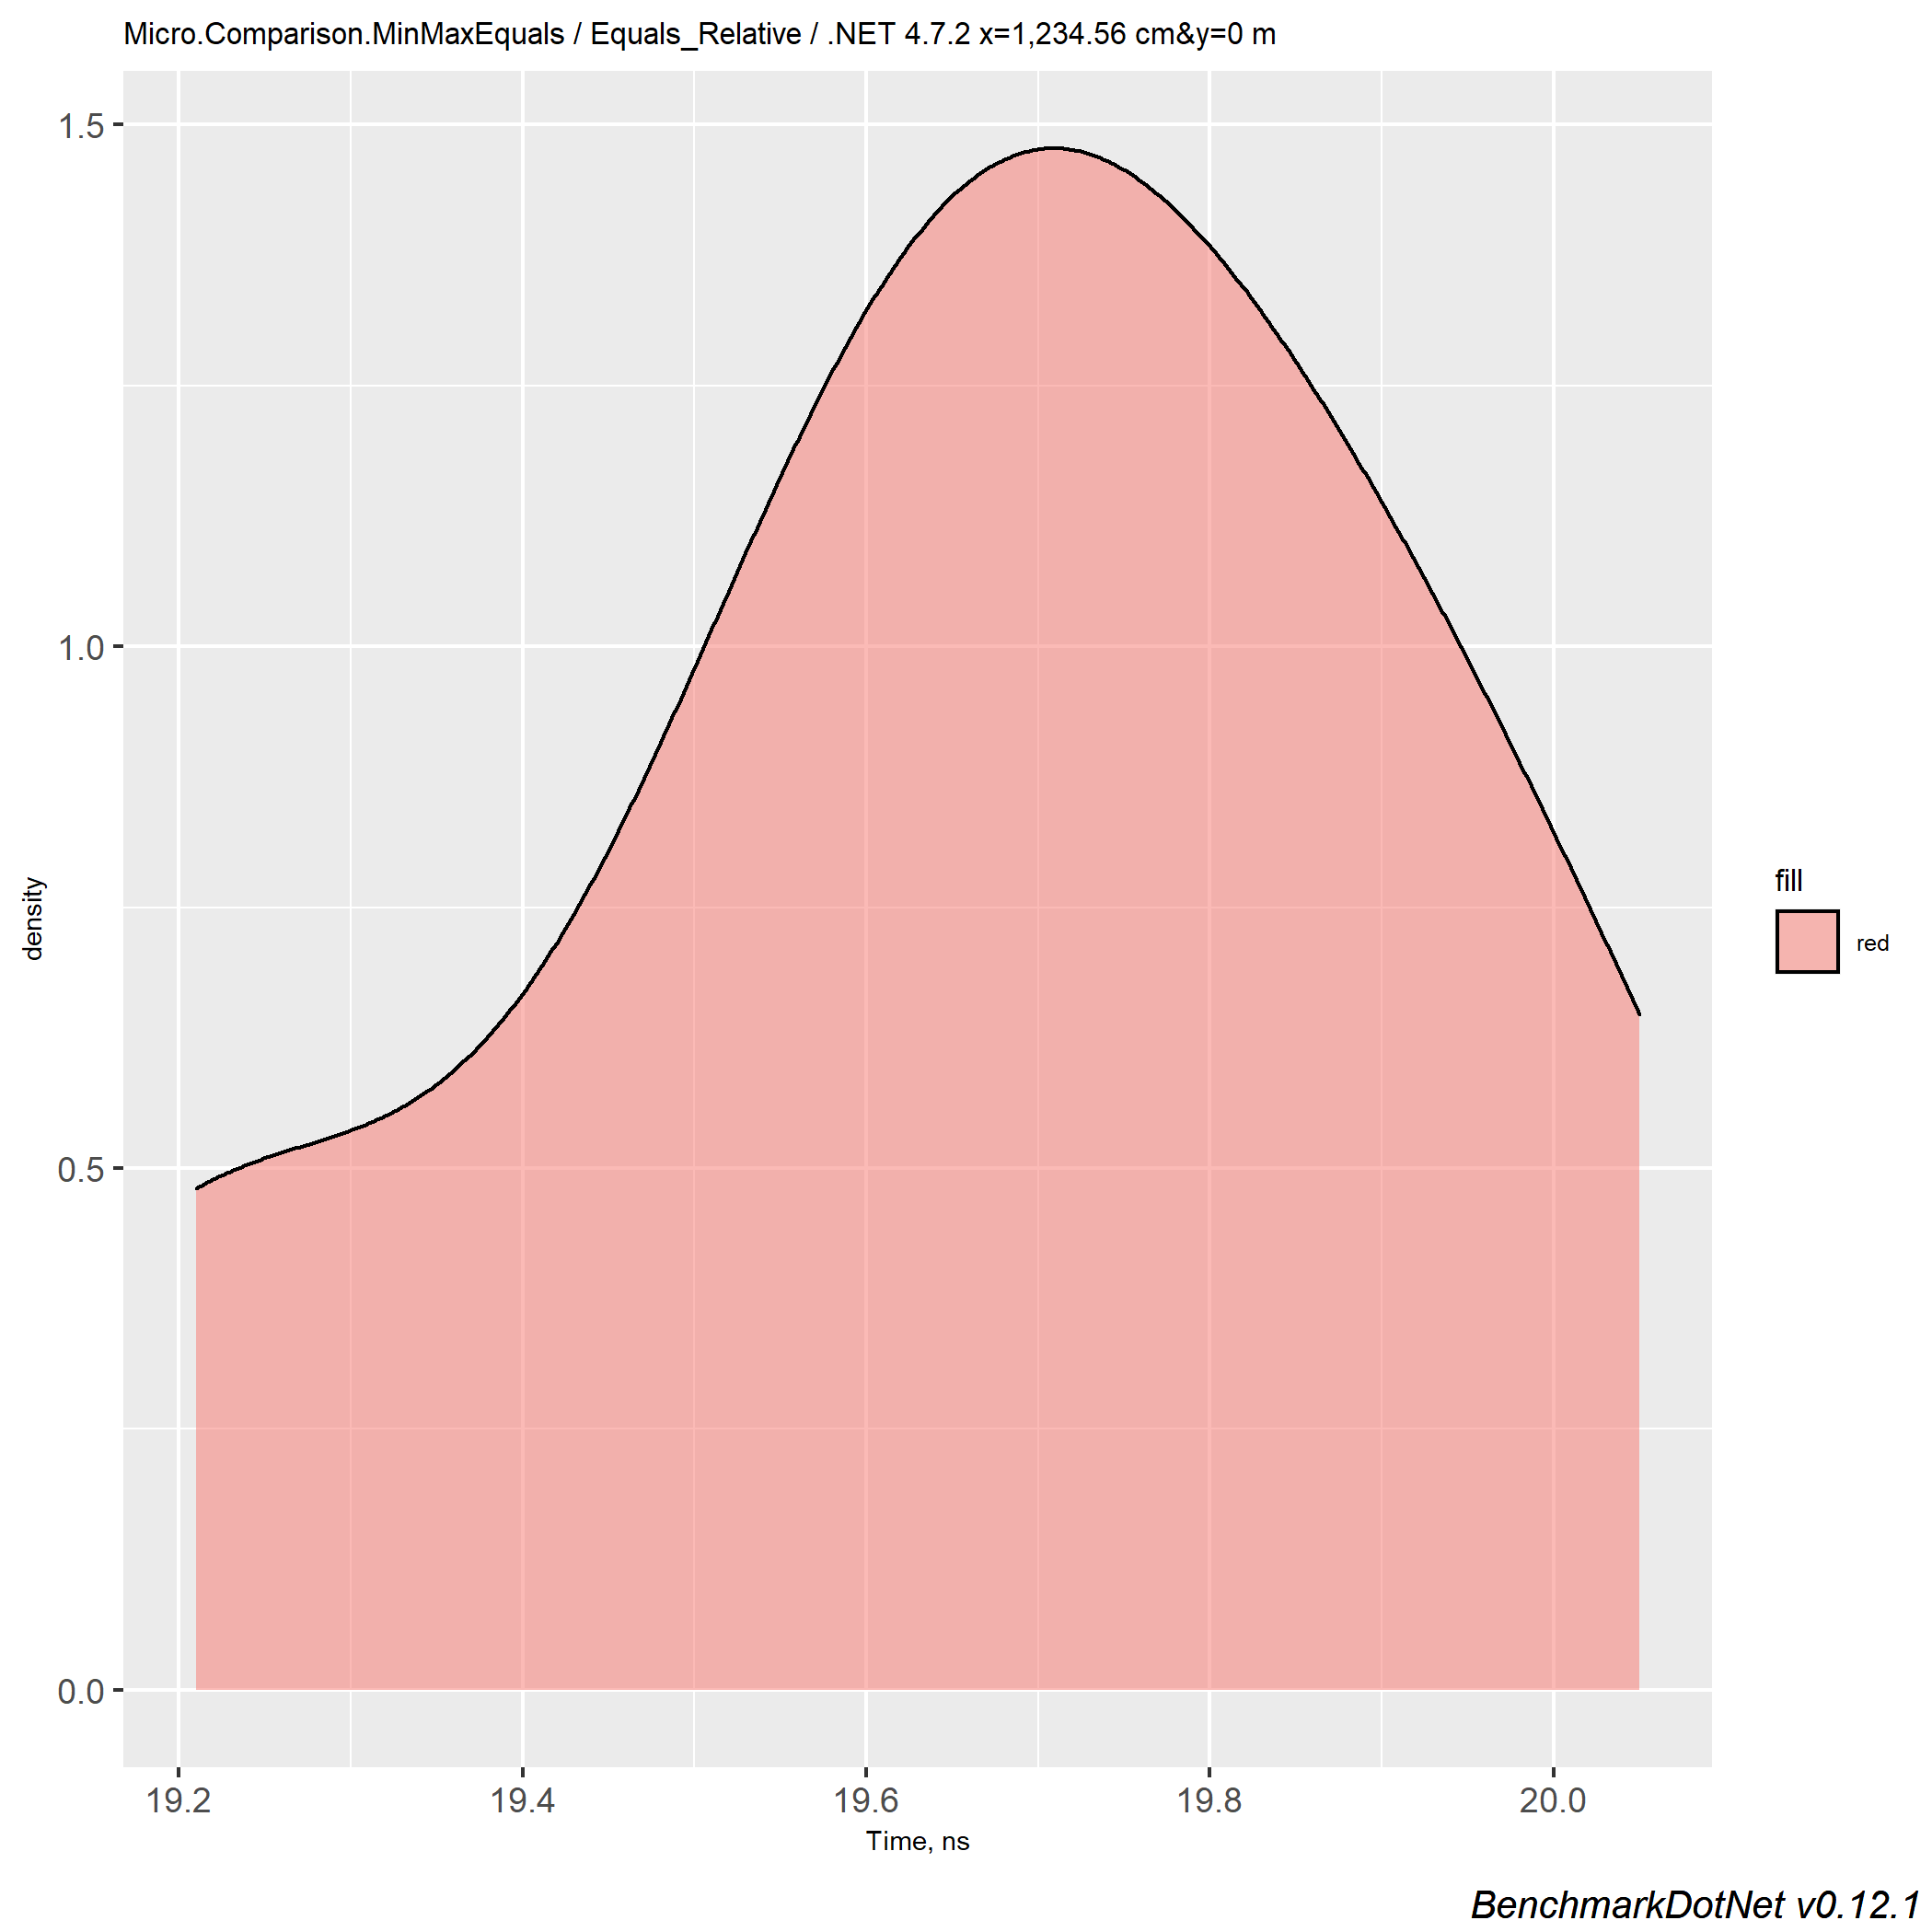 Micro.Comparison.MinMaxEquals / Equals_Relative / .NET 4.7.2 x=1,234.56 cm&y=0 m
1.5
1.0
0.5
0.0
density
19.2 19.4 19.6 19.8 20.0
Time, ns
fill
red
BenchmarkDotNet v0.12.1